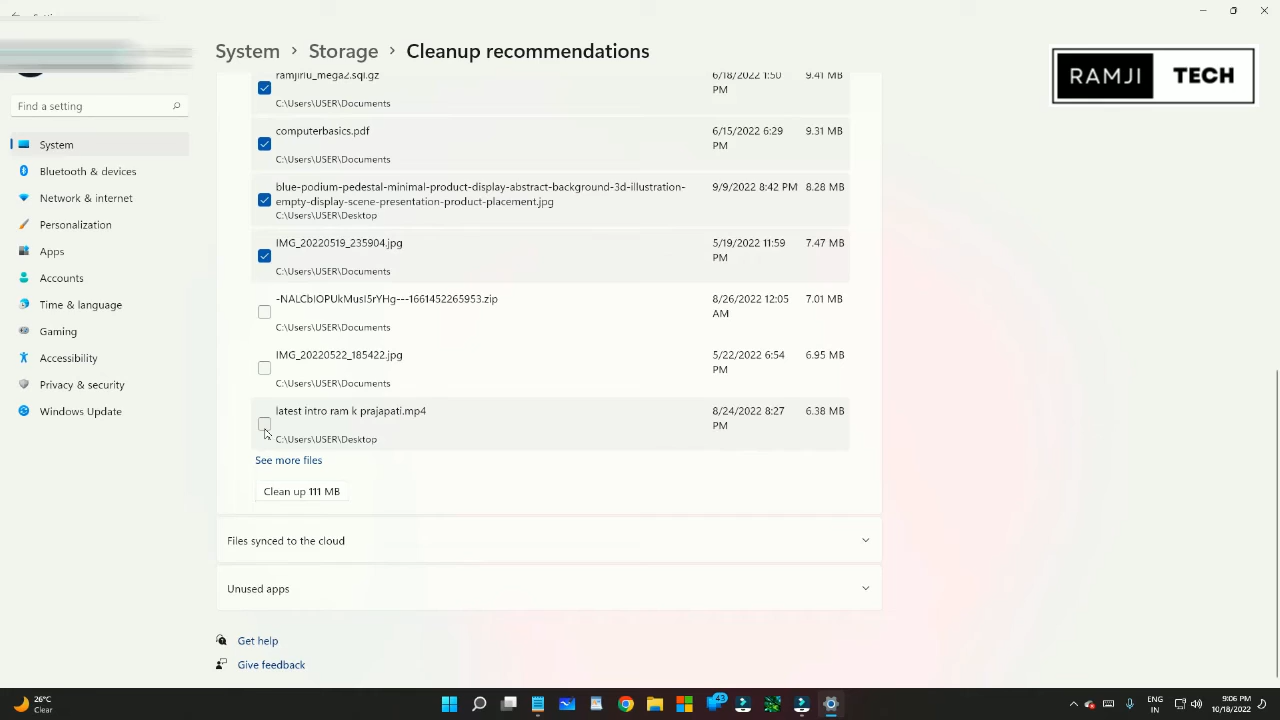 System > Storage > Cleanup recommendations
RAMJI TECH
Find a setting
System
Bluetooth & devices
Network & internet
Personalization
Apps
Accounts
Time & language
Gaming
Accessibility
Privacy & security
Windows Update
6/18/2022 1:50 PM
9.41 MB
C:\Users\USER\Documents
computerbasics.pdf
6/15/2022 6:29 PM
9.31 MB
C:\Users\USER\Documents
blue-podium-pedestal-minimal-product-display-abstract-background-3d-illustration-
empty-display-scene-presentation-product-placement.jpg
9/9/2022 8:42 PM
8.28 MB
C:\Users\USER\Desktop
IMG_20220519_235904.jpg
5/19/2022 11:59
PM
7.47 MB
C:\Users\USER\Documents
8/26/2022 12:05
AM
7.01 MB
C:\Users\USER\Documents
IMG_20220522_185422.jpg
5/22/2022 6:54
PM
6.95 MB
C:\Users\USER\Documents
latest intro ram k prajapati.mp4
8/24/2022 8:27
PM
6.38 MB
C:\Users\USER\Desktop
See more files
Clean up 111 MB
Files synced to the cloud
Unused apps
Get help
Give feedback
26°C
Clear
43
ENG
IN
9:06 PM
10/18/2022